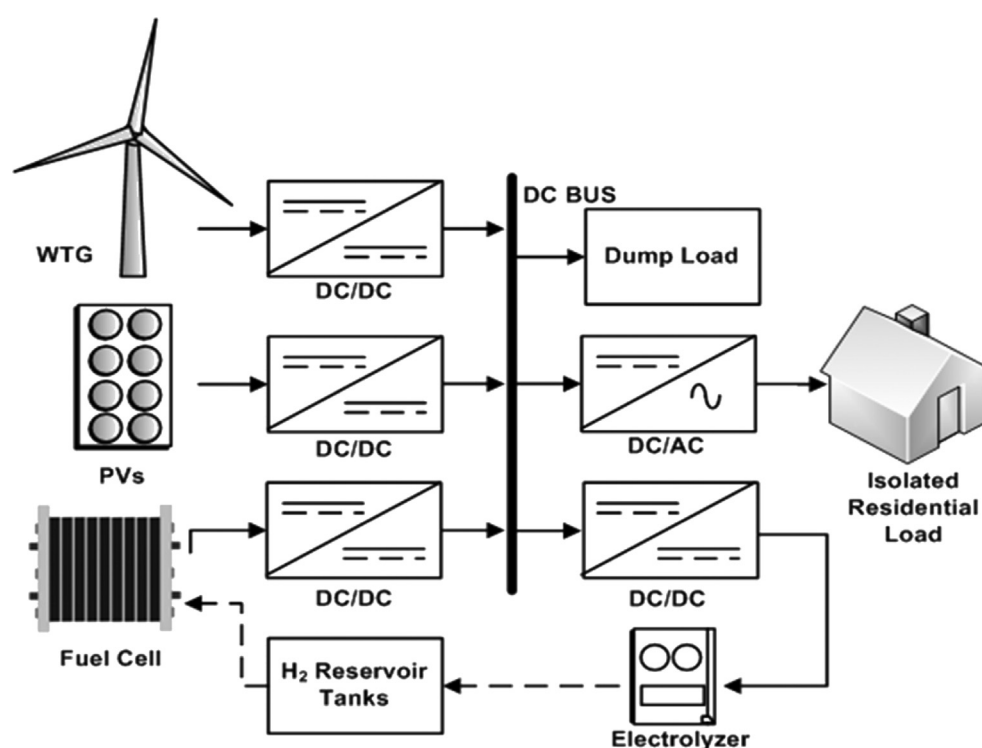 WTG
DC/DC
DC BUS
Dump Load
PVs
DC/DC
DC/AC
Isolated
Residential
Load
Fuel Cell
DC/DC
DC/DC
H₂ Reservoir
Tanks
Electrolyzer